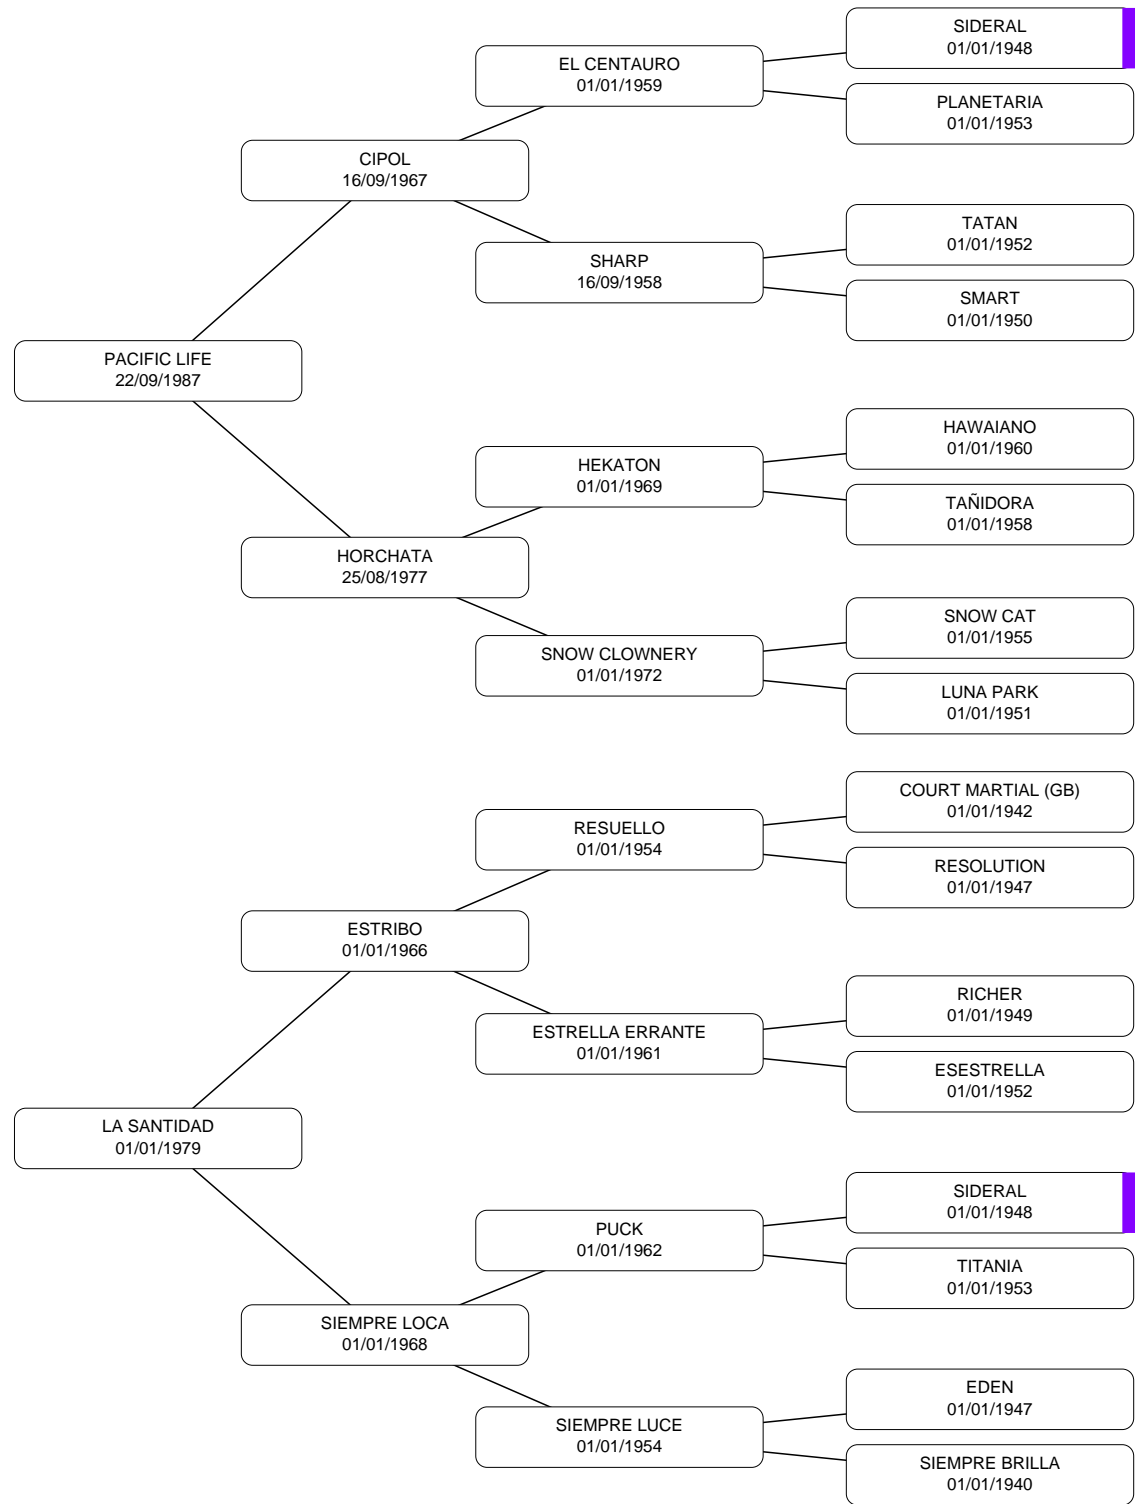 SIDERAL
01/01/1948
EL CENTAURO
01/01/1959
PLANETARIA
01/01/1953
CIPOL
16/09/1967
TATAN
01/01/1952
SHARP
16/09/1958
SMART
01/01/1950
PACIFIC LIFE
22/09/1987
HAWAIANO
01/01/1960
HEKATON
01/01/1969
TAÑIDORA
01/01/1958
HORCHATA
25/08/1977
SNOW CAT
01/01/1955
SNOW CLOWNERY
01/01/1972
LUNA PARK
01/01/1951
COURT MARTIAL (GB)
01/01/1942
RESUELLO
01/01/1954
RESOLUTION
01/01/1947
ESTRIBO
01/01/1966
RICHER
01/01/1949
ESTRELLA ERRANTE
01/01/1961
ESESTRELLA
01/01/1952
LA SANTIDAD
01/01/1979
SIDERAL
01/01/1948
PUCK
01/01/1962
TITANIA
01/01/1953
SIEMPRE LOCA
01/01/1968
EDEN
01/01/1947
SIEMPRE LUCE
01/01/1954
SIEMPRE BRILLA
01/01/1940